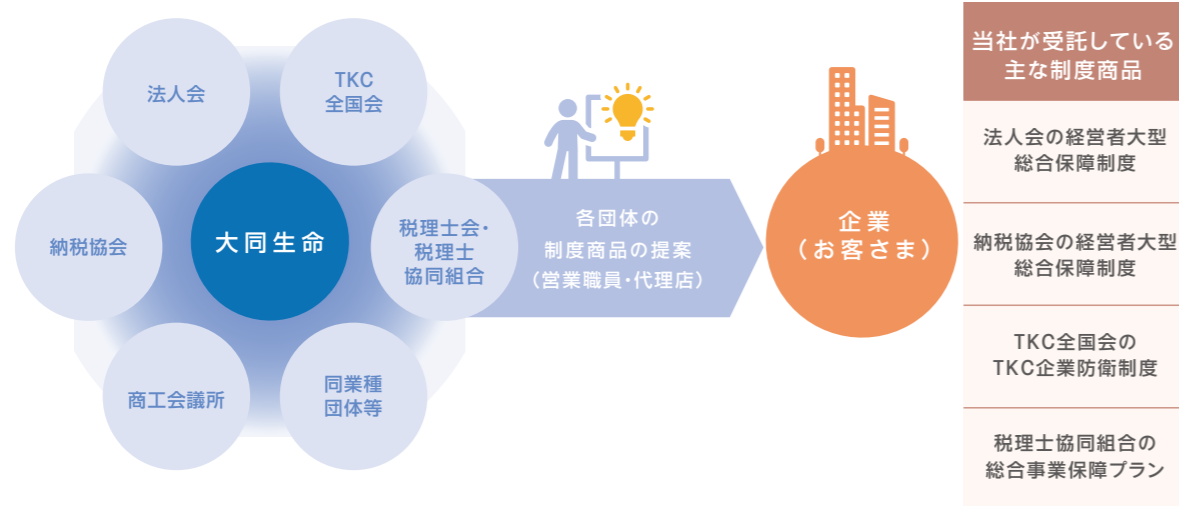 法人会
TKC
全国会
納税協会
大同生命
税理士会・
税理士
協同組合
商工会議所
同業種
団体等
各団体の
制度商品の提案
(営業職員・代理店)
企業
(お客さま)
当社が受託している
主な制度商品
法人会の経営者大型
総合保障制度
納税協会の経営者大型
総合保障制度
TKC全国会の
TKC企業防衛制度
税理士協同組合の
総合事業保障プラン